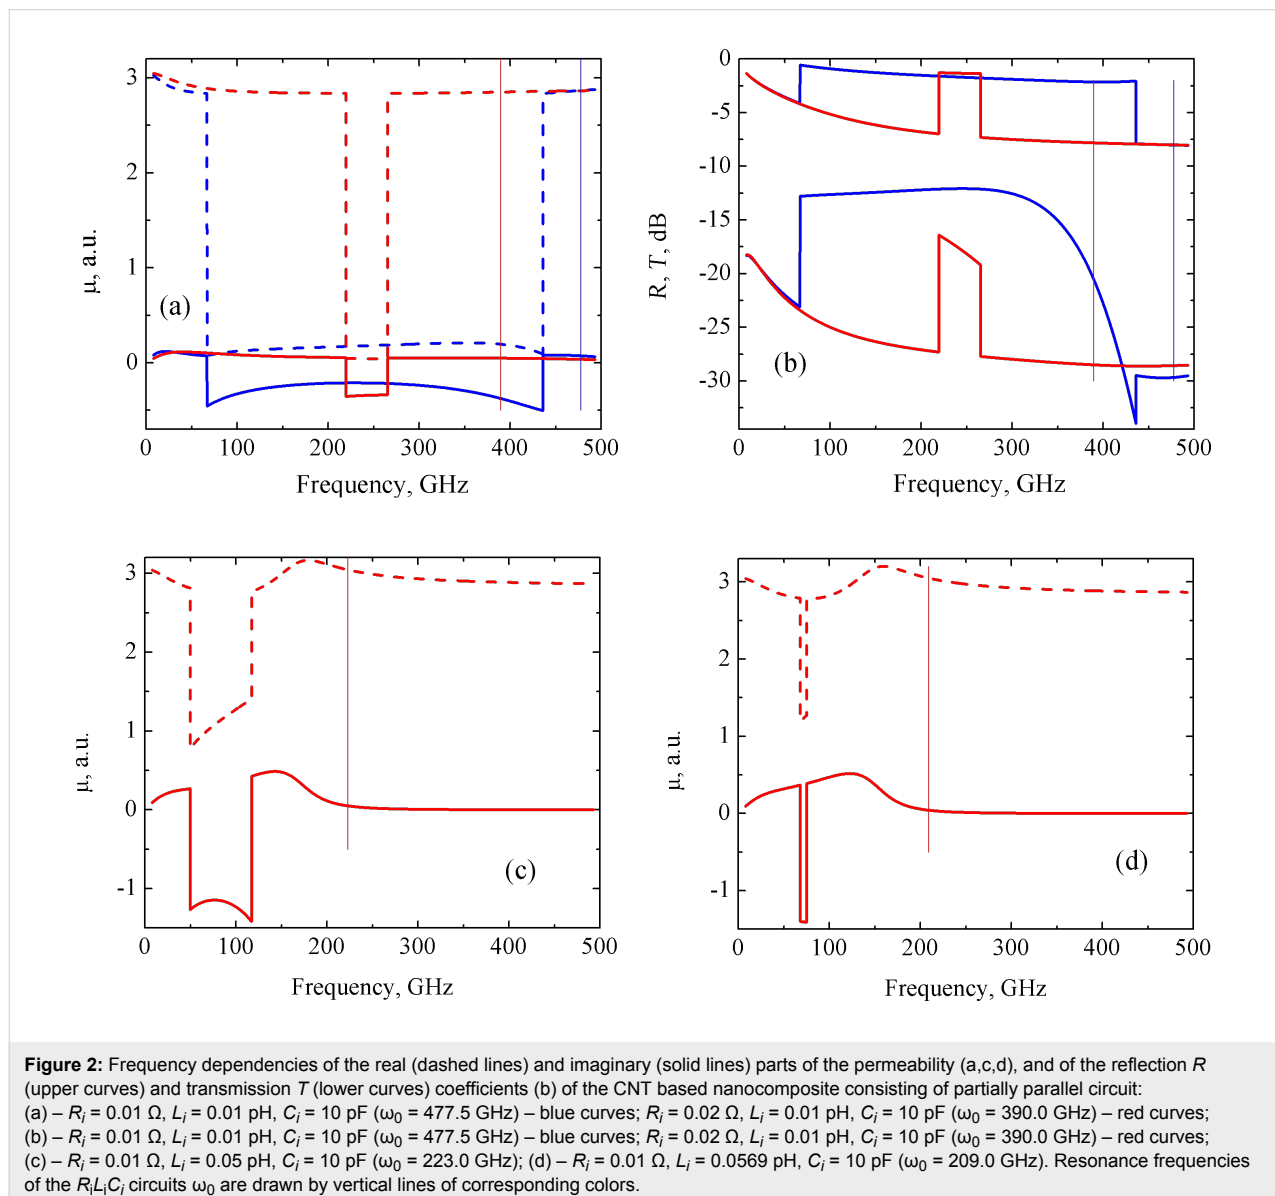 3
2
1
0
μ, a.u.
(a)
0 100 200 300 400 500
Frequency, GHz
0
-5
-10
-15
-20
-25
-30
R, T, dB
(b)
0 100 200 300 400 500
Frequency, GHz
3
2
1
0
-1
μ, a.u.
(c)
0 100 200 300 400 500
Frequency, GHz
3
2
1
0
-1
μ, a.u.
(d)
0 100 200 300 400 500
Frequency, GHz
Figure 2: Frequency dependencies of the real (dashed lines) and imaginary (solid lines) parts of the permeability (a,c,d), and of the reflection R
(upper curves) and transmission T (lower curves) coefficients (b) of the CNT based nanocomposite consisting of partially parallel circuit:
(a) – Ri = 0.01 Ω, Li = 0.01 pH, Ci = 10 pF (ω0 = 477.5 GHz) – blue curves; Ri = 0.02 Ω, Li = 0.01 pH, Ci = 10 pF (ω0 = 390.0 GHz) – red curves;
(b) – Ri = 0.01 Ω, Li = 0.01 pH, Ci = 10 pF (ω0 = 477.5 GHz) – blue curves; Ri = 0.02 Ω, Li = 0.01 pH, Ci = 10 pF (ω0 = 390.0 GHz) – red curves;
(c) – Ri = 0.01 Ω, Li = 0.05 pH, Ci = 10 pF (ω0 = 223.0 GHz); (d) – Ri = 0.01 Ω, Li = 0.0569 pH, Ci = 10 pF (ω0 = 209.0 GHz). Resonance frequencies
of the RiLiCi circuits ω0 are drawn by vertical lines of corresponding colors.